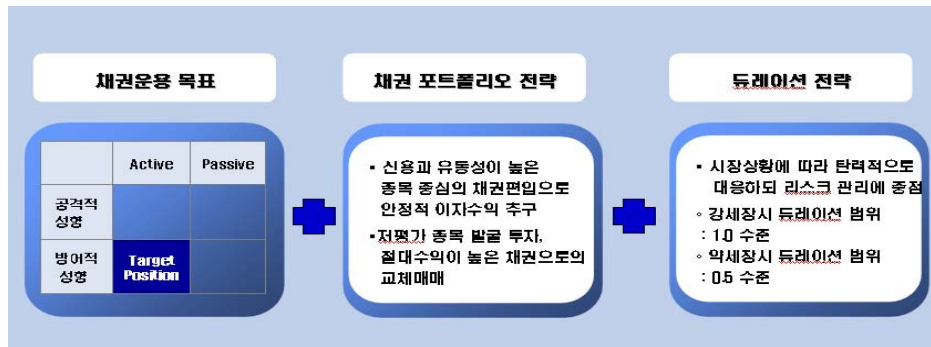 채권운용 목표
Active Passive
공격적
성향
방어적
성향
Target
Position
채권 포트폴리오 전략
▪ 신용과 유동성이 높은
종목 중심의 채권편입으로
안정적 이자수익 추구
▪저평가 종목 발굴 투자,
절대수익이 높은 채권으로의
교체매매
듀레이션 전략
▪ 시장상황에 따라 탄력적으로
대응하되 리스크 관리에 중점
◦ 강세장시 듀레이션 범위
: 1.0 수준
◦ 약세장시 듀레이션 범위
: 0.5 수준